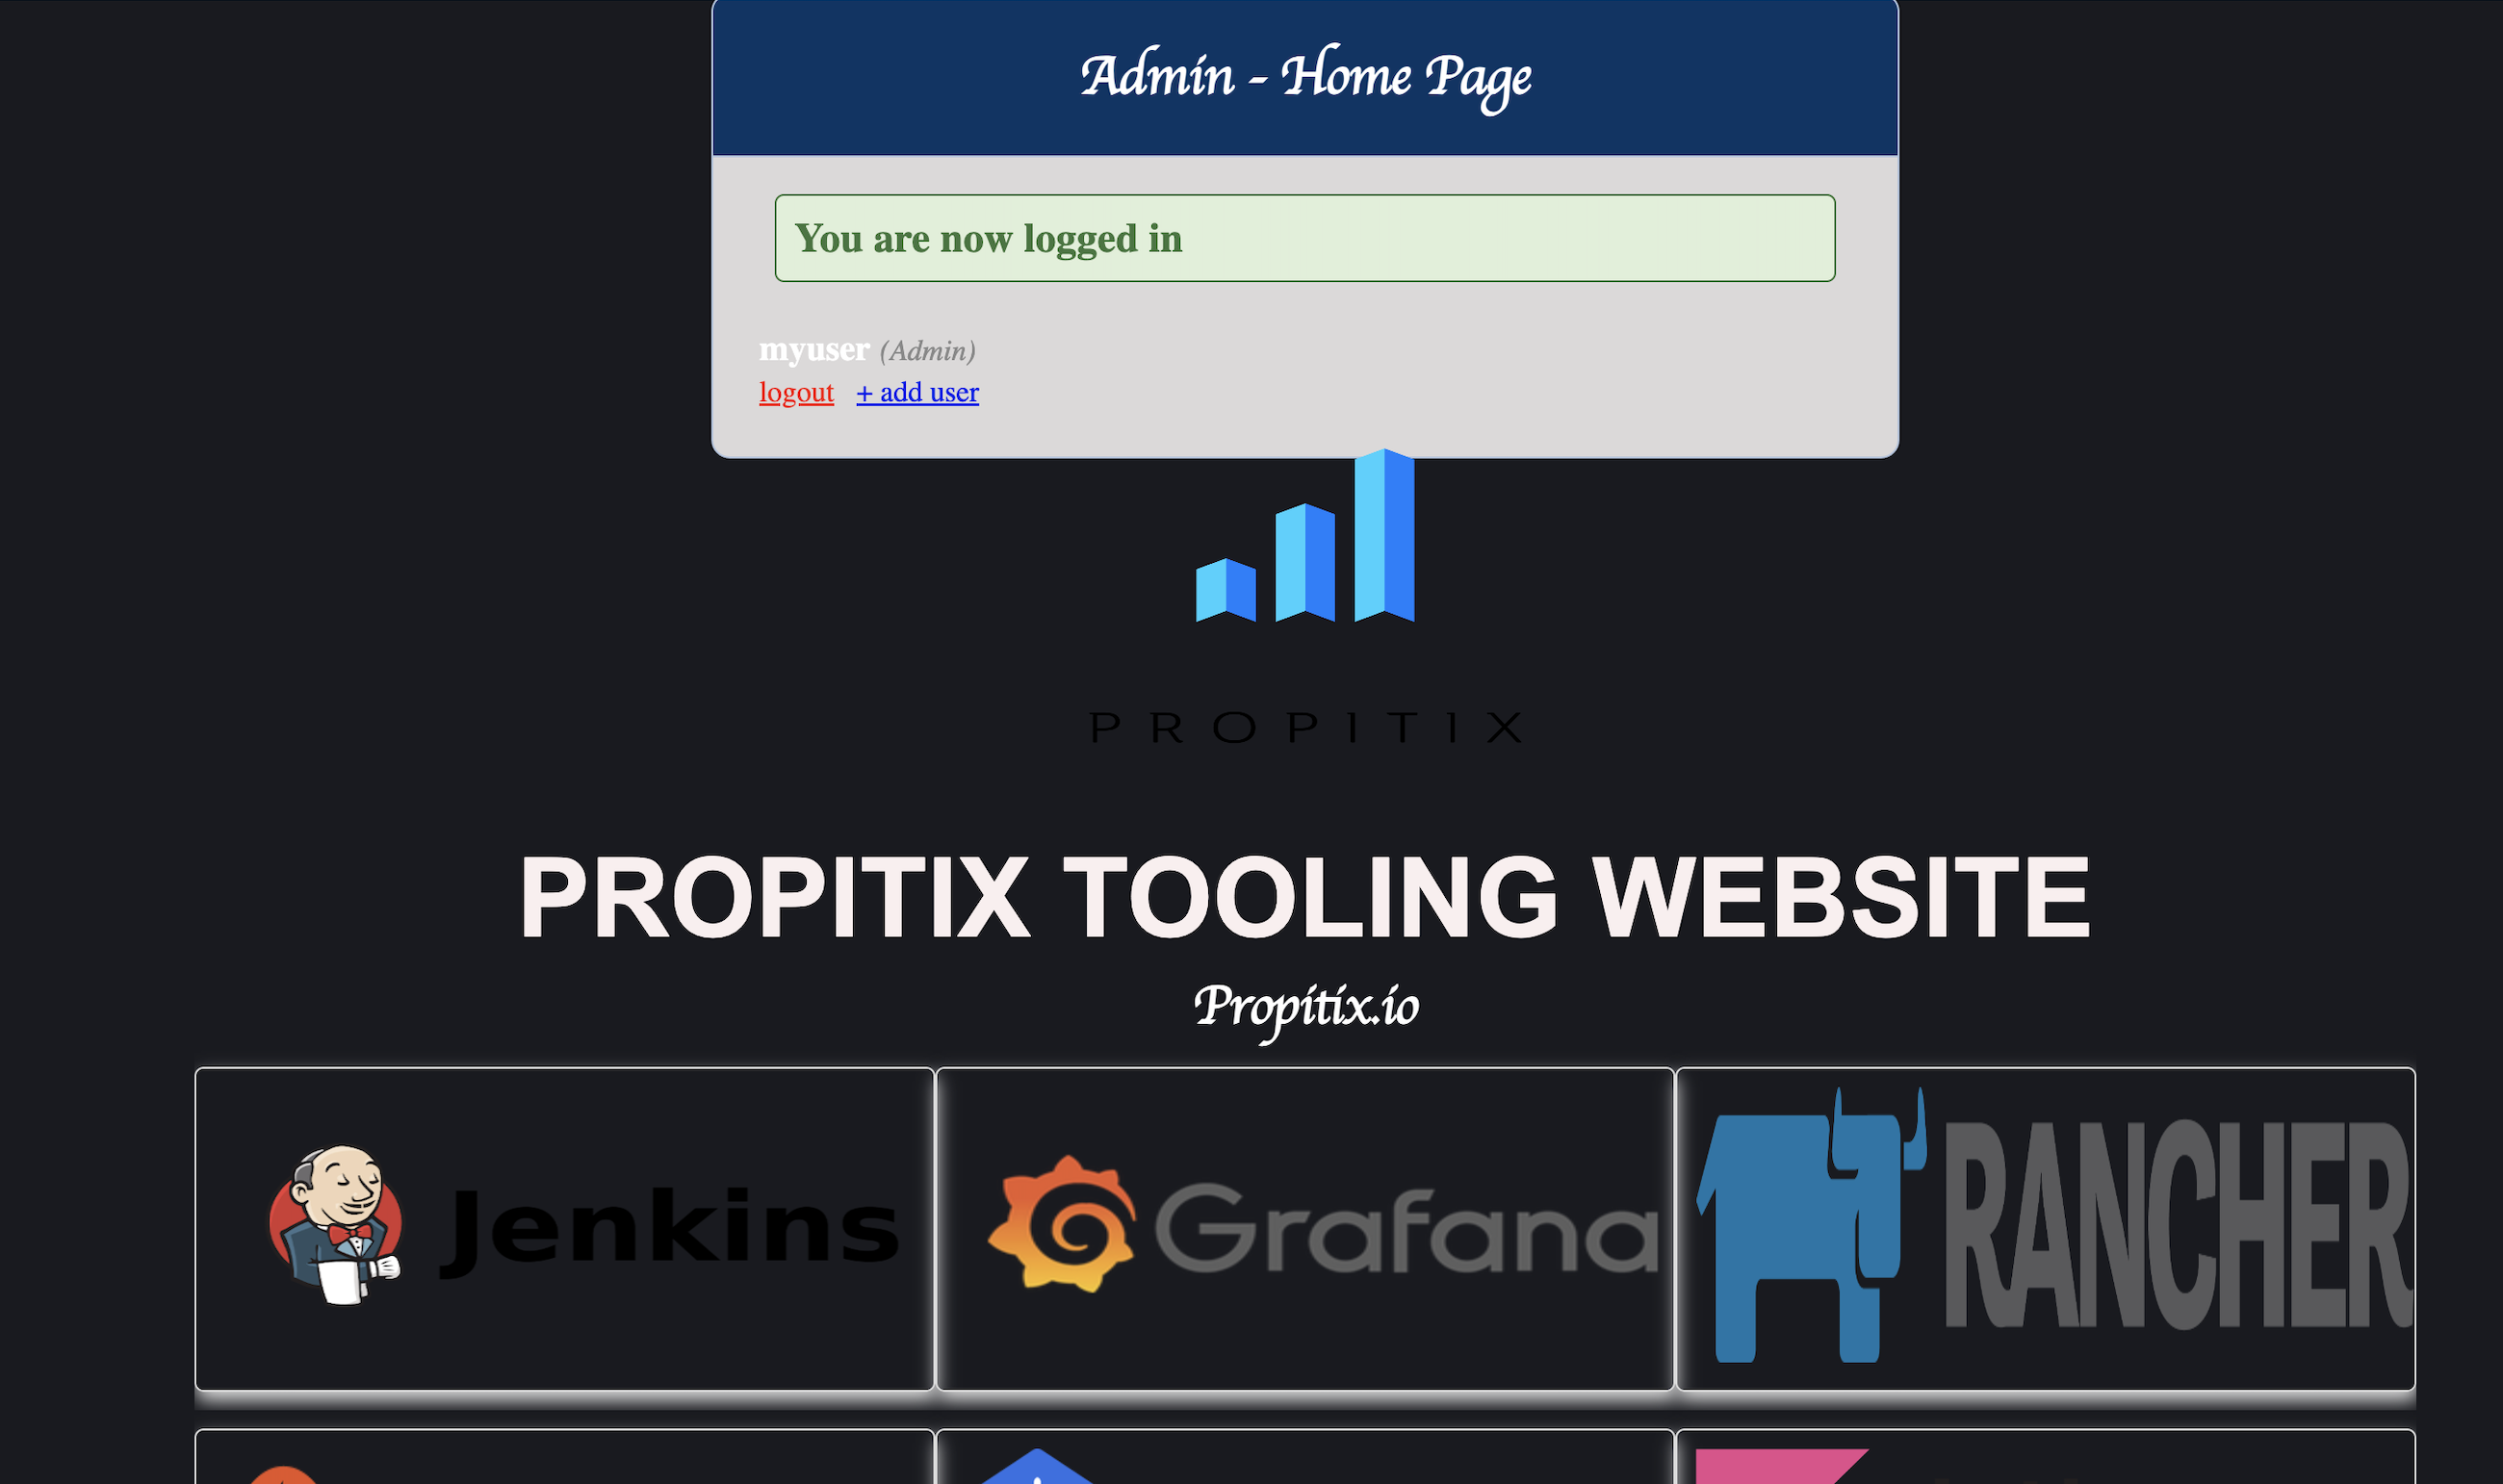 Admin - Home Page
You are now logged in
myuser (Admin)
logout + add user
PROPITIX
PROPITIX TOOLING WEBSITE
Propitix.io
Jenkins
Grafana
RANCHER